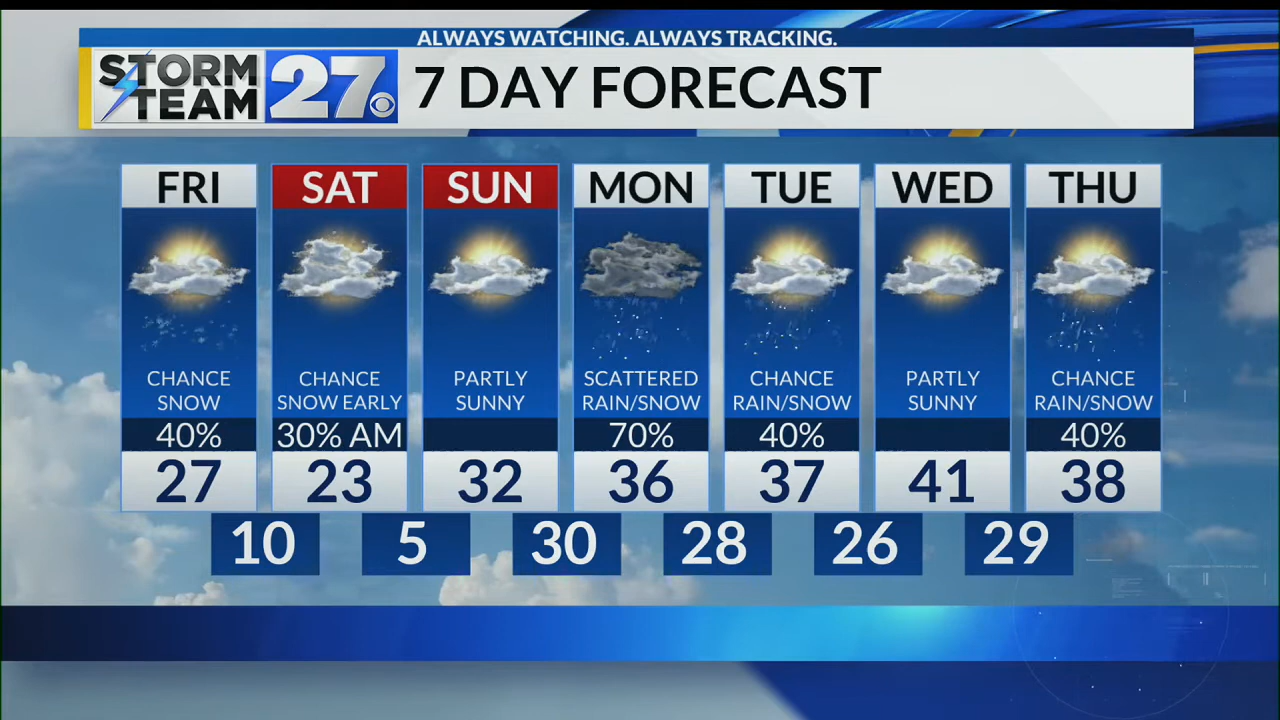 ALWAYS WATCHING. ALWAYS TRACKING.
STORM
TEAM
27
7 DAY FORECAST
FRI SAT SUN MON TUE WED THU
CHANCE CHANCE PARTLY SCATTERED CHANCE PARTLY CHANCE
SNOW SNOW EARLY SUNNY RAIN/SNOW RAIN/SNOW SUNNY RAIN/SNOW
40% 30% AM 70% 40% 40%
27 23 32 36 37 41 38
10 5 30 28 26 29